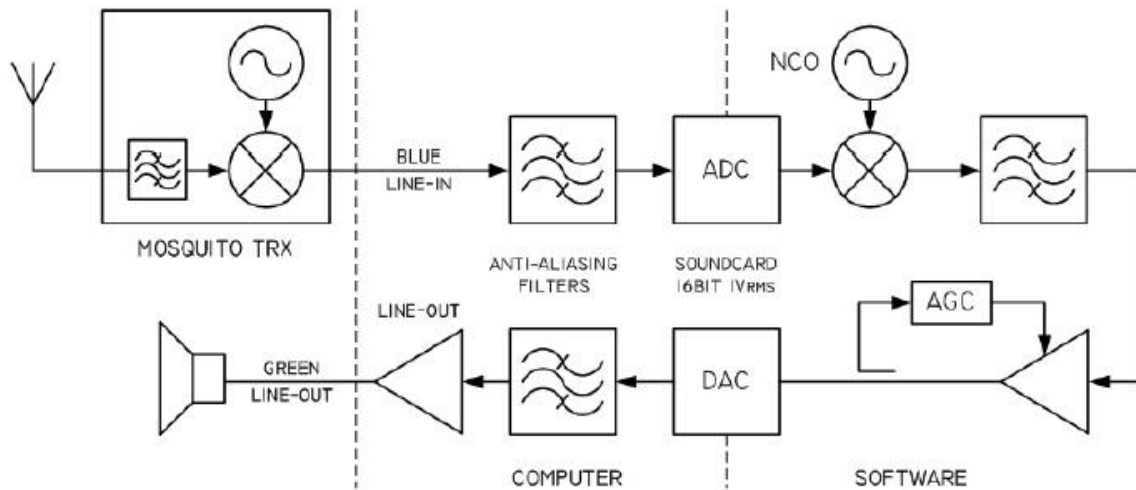 NCO
BLUE
LINE-IN
ADC
MOSQUITO TRX
ANTI-ALIASING
FILTERS
SOUNDCARD
16BIT 1VRMS
LINE-OUT
AGC
GREEN
LINE-OUT
DAC
COMPUTER
SOFTWARE